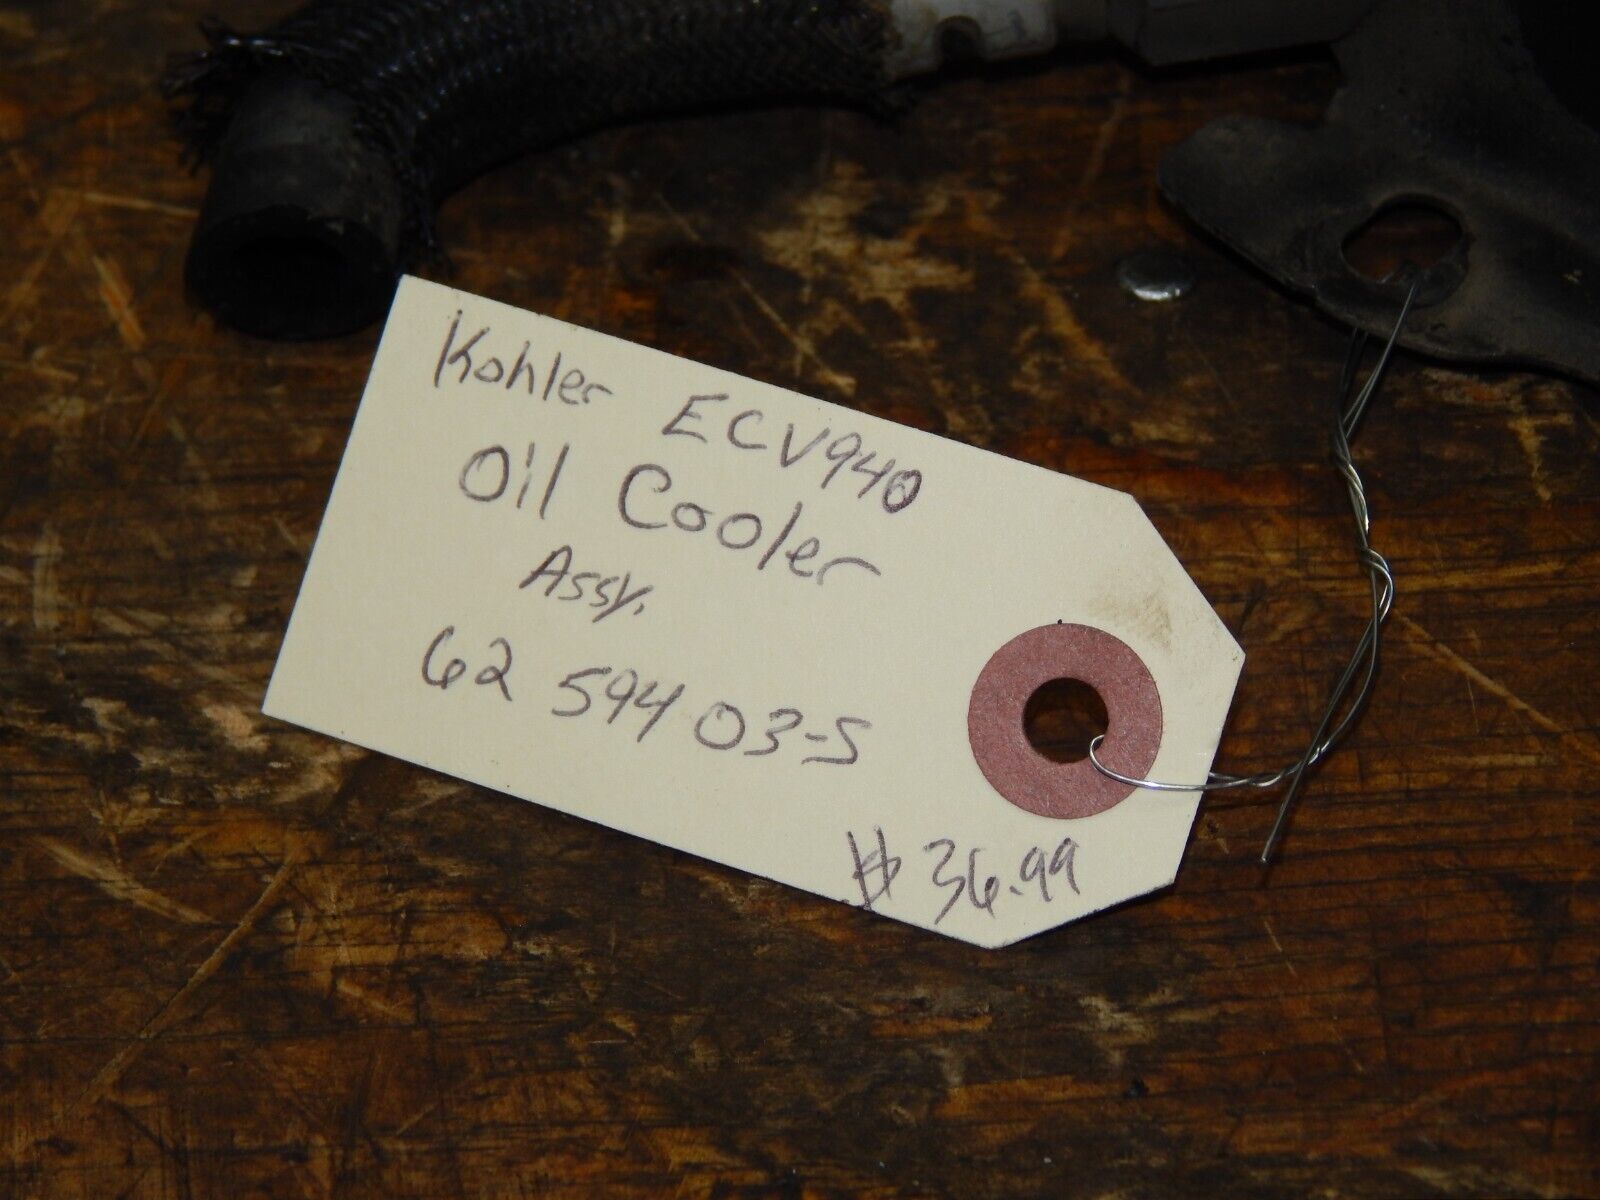 Kohler ECV940
Oil Cooler
Assy.
62 594 03-S
$ 36.99